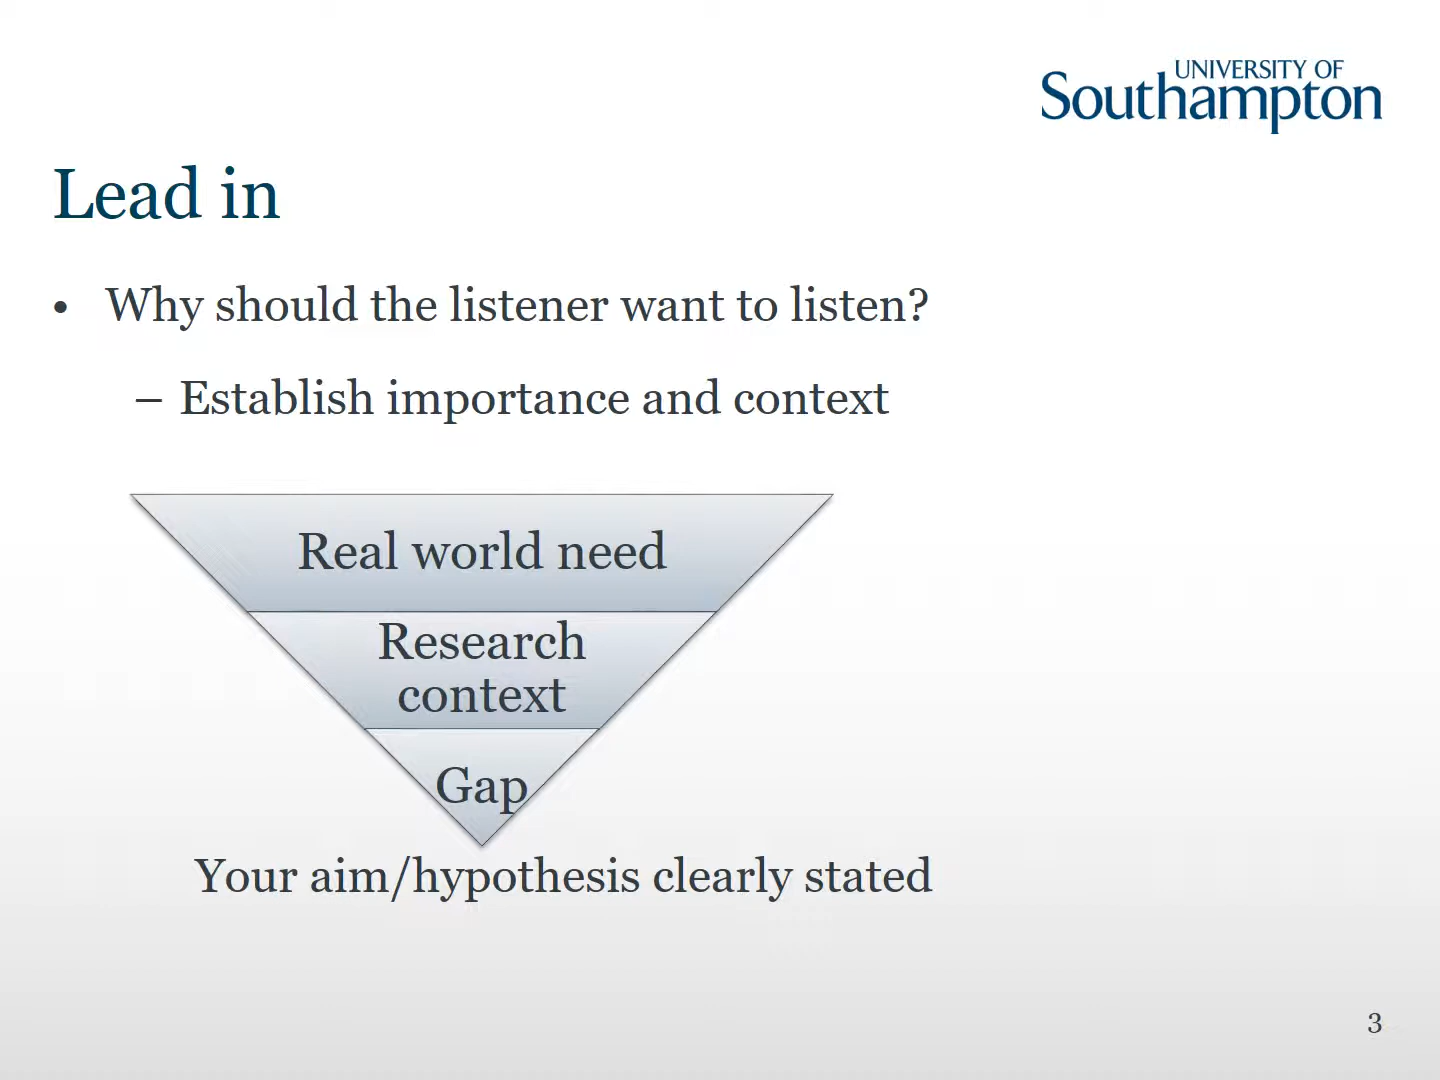 UNIVERSITY OF
Southampton
Lead in
• Why should the listener want to listen?
– Establish importance and context
Real world need
Research
context
Gap
Your aim/hypothesis clearly stated
3